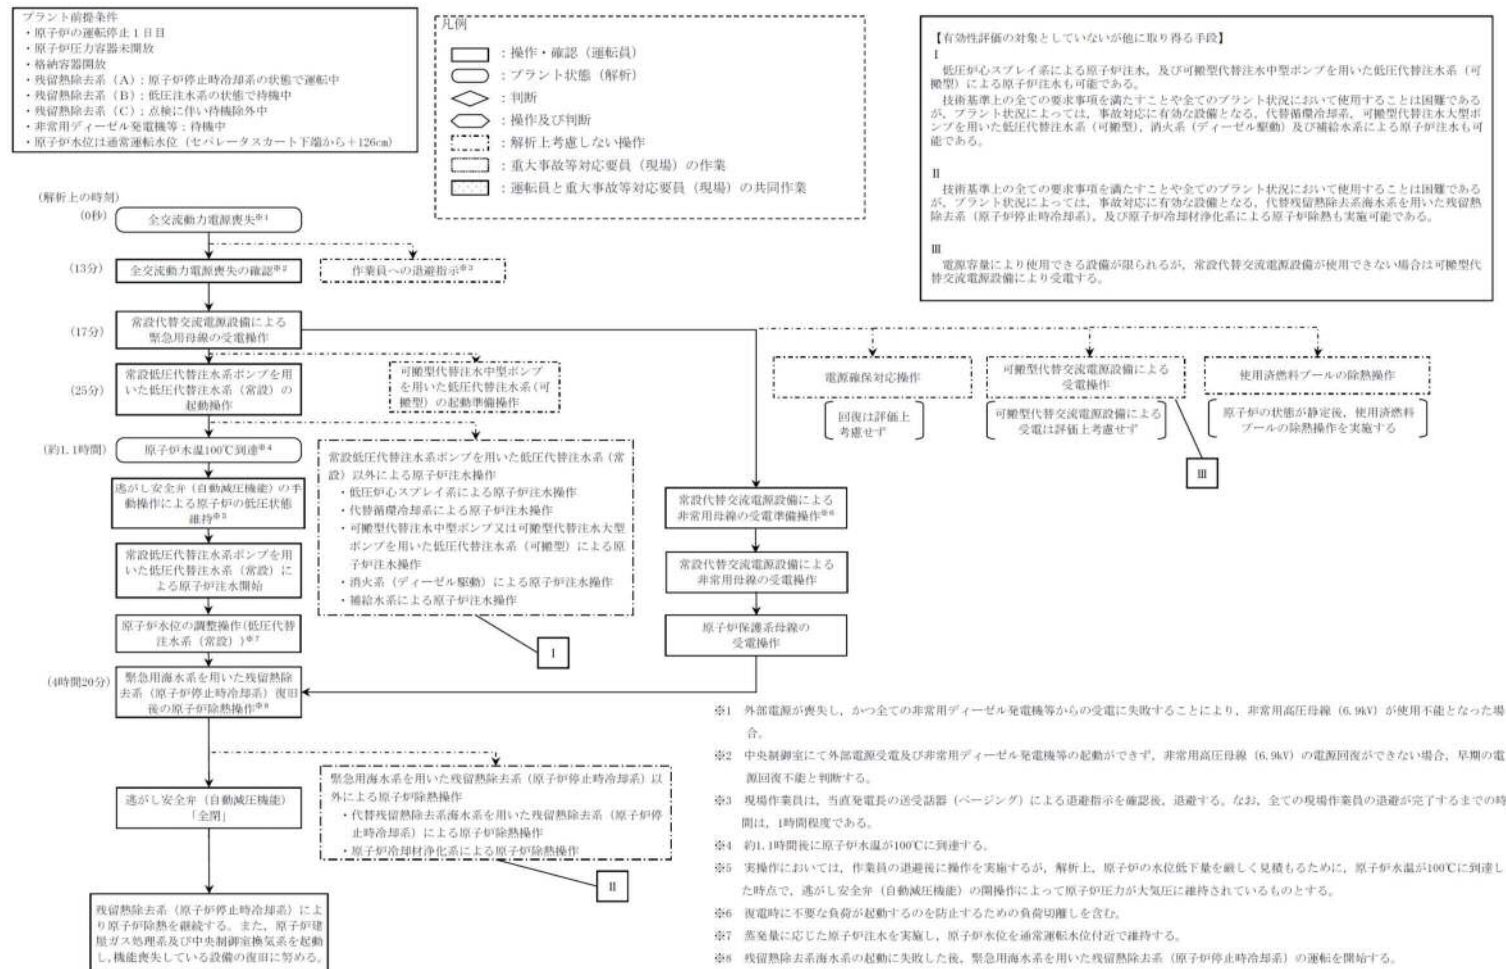 プラント前提条件
・原子炉の運転停止1日目
・原子炉圧力容器未開放
・格納容器開放
・残留熱除去系(A):原子炉停止時冷却系の状態で運転中
・残留熱除去系(B):低圧注水系の状態で待機中
・残留熱除去系(C):点検に伴い待機除外中
・非常用ディーゼル発電機等:待機中
・原子炉水位は通常運転水位(セパレータスカート下端から+126cm)
凡例
:操作・確認(運転員)
:プラント状態(解析)
:判断
:操作及び判断
:解析上考慮しない操作
:重大事故等対応要員(現場)の作業
:運転員と重大事故等対応要員(現場)の共同作業
【有効性評価の対象としていないが他に取り得る手段】
Ⅰ
低圧炉心スプレイ系による原子炉注水,及び可搬型代替注水中型ポンプを用いた低圧代替注水系(可
搬型)による原子炉注水も可能である。
技術基準上の全ての要求事項を満たすことや全てのプラント状況において使用することは困難である
が,プラント状況によっては,事故対応に有効な設備となる,代替循環冷却系,可搬型代替注水大型ポ
ンプを用いた低圧代替注水系(可搬型),消火系(ディーゼル駆動)及び補給水系による原子炉注水も可
能である。
Ⅱ
技術基準上の全ての要求事項を満たすことや全てのプラント状況において使用することは困難である
が,プラント状況によっては,事故対応に有効な設備となる,代替残留熱除去系海水系を用いた残留熱
除去系(原子炉停止時冷却系),及び原子炉冷却材浄化系による原子炉除熱も実施可能である。
Ⅲ
電源容量により使用できる設備が限られるが,常設代替交流電源設備が使用できない場合は可搬型代
替交流電源設備により受電する。
(解析上の時刻)
(0秒)
全交流動力電源喪失※1
(13分)
全交流動力電源喪失の確認※2
作業員への退避指示※3
(17分)
常設代替交流電源設備による
緊急用母線の受電操作
(25分)
常設低圧代替注水系ポンプを用
いた低圧代替注水系(常設)の
起動操作
可搬型代替注水中型ポンプ
を用いた低圧代替注水系(可
搬型)の起動準備操作
電源確保対応操作
回復は評価上
考慮せず
可搬型代替交流電源設備による
受電操作
可搬型代替交流電源設備による
受電は評価上考慮せず
使用済燃料プールの除熱操作
原子炉の状態が静定後,使用済燃料
プールの除熱操作を実施する
Ⅲ
(約1.1時間)
原子炉水温100℃到達※4
逃がし安全弁(自動減圧機能)の手
動操作による原子炉の低圧状態
維持※5
常設低圧代替注水系ポンプを用
いた低圧代替注水系(常設)に
よる原子炉注水開始
原子炉水位の調整操作(低圧代替
注水系(常設))※7
常設低圧代替注水系ポンプを用いた低圧代替注水系(常
設)以外による原子炉注水操作
・低圧炉心スプレイ系による原子炉注水操作
・代替循環冷却系による原子炉注水操作
・可搬型代替注水中型ポンプ又は可搬型代替注水大型
ポンプを用いた低圧代替注水系(可搬型)による原
子炉注水操作
・消火系(ディーゼル駆動)による原子炉注水操作
・補給水系による原子炉注水操作
Ⅰ
常設代替交流電源設備による
非常用母線の受電準備操作※6
常設代替交流電源設備による
非常用母線の受電操作
原子炉保護系母線の
受電操作
(4時間20分)
緊急用海水系を用いた残留熱除
去系(原子炉停止時冷却系)復旧
後の原子炉除熱操作※8
緊急用海水系を用いた残留熱除去系(原子炉停止時冷却系)以
外による原子炉除熱操作
・代替残留熱除去系海水系を用いた残留熱除去系(原子炉停
止時冷却系)による原子炉除熱操作
・原子炉冷却材浄化系による原子炉除熱操作
Ⅱ
逃がし安全弁(自動減圧機能)
「全閉」
残留熱除去系(原子炉停止時冷却系)によ
り原子炉除熱を継続する。また,原子炉建
屋ガス処理系及び中央制御室換気系を起動
し,機能喪失している設備の復旧に努める。
※1 外部電源が喪失し,かつ全ての非常用ディーゼル発電機等からの受電に失敗することにより,非常用高圧母線(6.9kV)が使用不能となった場
合。
※2 中央制御室にて外部電源受電及び非常用ディーゼル発電機等の起動ができず,非常用高圧母線(6.9kV)の電源回復ができない場合,早期の電
源回復不能と判断する。
※3 現場作業員は,当直発電長の送受話器(ページング)による退避指示を確認後,退避する。なお,全ての現場作業員の退避が完了するまでの時
間は,1時間程度である。
※4 約1.1時間後に原子炉水温が100℃に到達する。
※5 実操作においては,作業員の退避後に操作を実施するが,解析上,原子炉の水位低下量を厳しく見積もるために,原子炉水温が100℃に到達し
た時点で,逃がし安全弁(自動減圧機能)の開操作によって原子炉圧力が大気圧に維持されているものとする。
※6 復電時に不要な負荷が起動するのを防止するための負荷切離しを含む。
※7 蒸発量に応じた原子炉注水を実施し,原子炉水位を通常運転水位付近で維持する。
※8 残留熱除去系海水系の起動に失敗した後,緊急用海水系を用いた残留熱除去系(原子炉停止時冷却系)の運転を開始する。